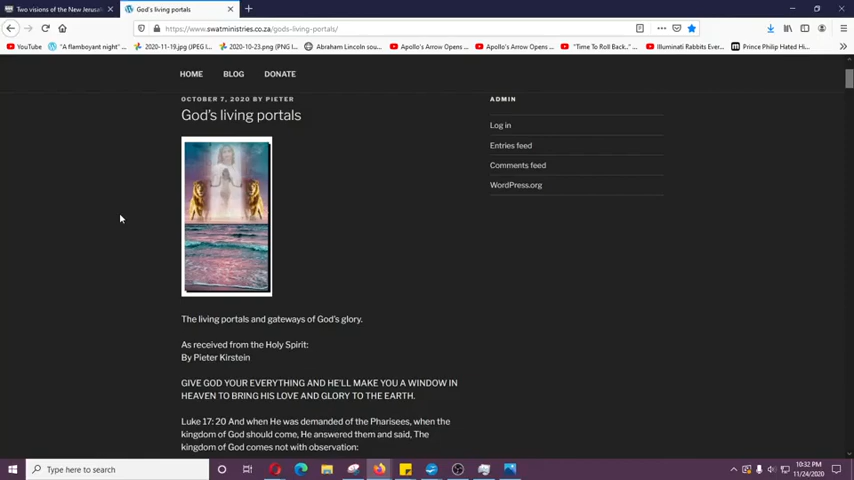 Two visions of the New Jerusal
God's living portals
https://www.swatministries.co.za/gods-living-portals/
YouTube
"A flamboyant night"
2020-11-19.jpg (JPEG I...
2020-10-23.png (PNG I...
Abraham Lincoln sou...
Apollo's Arrow Opens ...
Apollo's Arrow Opens ...
"Time To Roll Back...
Illuminati Rubs Ever...
Prince Philip Hated Hi...
HOME
BLOG
DONATE
OCTOBER 7, 2020 BY PIETER
God's living portals
ADMIN
Log in
Entries feed
Comments feed
WordPress.org
The living portals and gateways of God's glory.
As received from the Holy Spirit:
By Pieter Kirstein
GIVE GOD YOUR EVERYTHING AND HE'LL MAKE YOU A WINDOW IN
HEAVEN TO BRING HIS LOVE AND GLORY TO THE EARTH.
Luke 17: 20 And when He was demanded of the Pharisees, when the
kingdom of God should come, He answered them and said, The
kingdom of God comes not with observation:
Type here to search
10:32 PM
11/24/2020